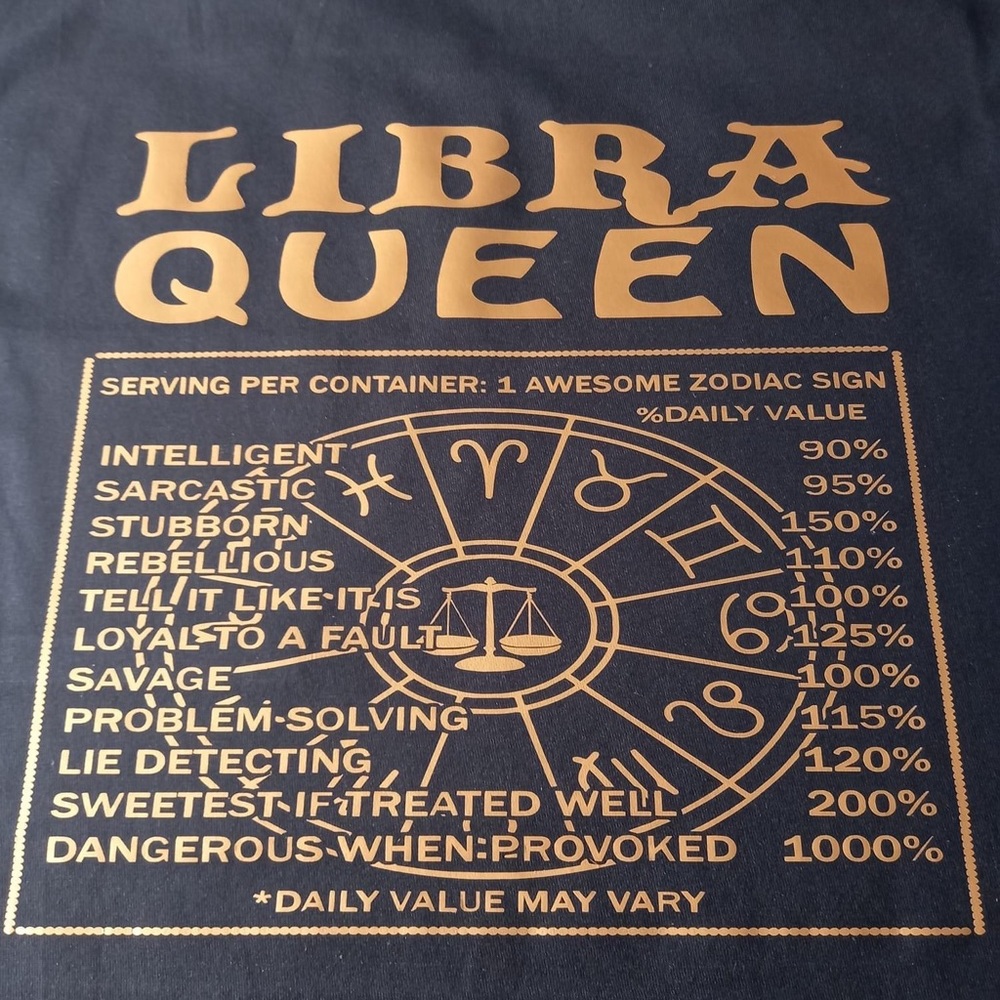 LIBRA
QUEEN
SERVING PER CONTAINER: 1 AWESOME ZODIAC SIGN
%DAILY VALUE
INTELLIGENT 90%
SARCASTIC 95%
STUBBORN 150%
REBELLIOUS 110%
TELL IT LIKE IT IS 100%
LOYAL TO A FAULT 125%
SAVAGE 100%
PROBLEM-SOLVING 115%
LIE DETECTING 120%
SWEETEST IF TREATED WELL 200%
DANGEROUS WHEN PROVOKED 1000%
*DAILY VALUE MAY VARY